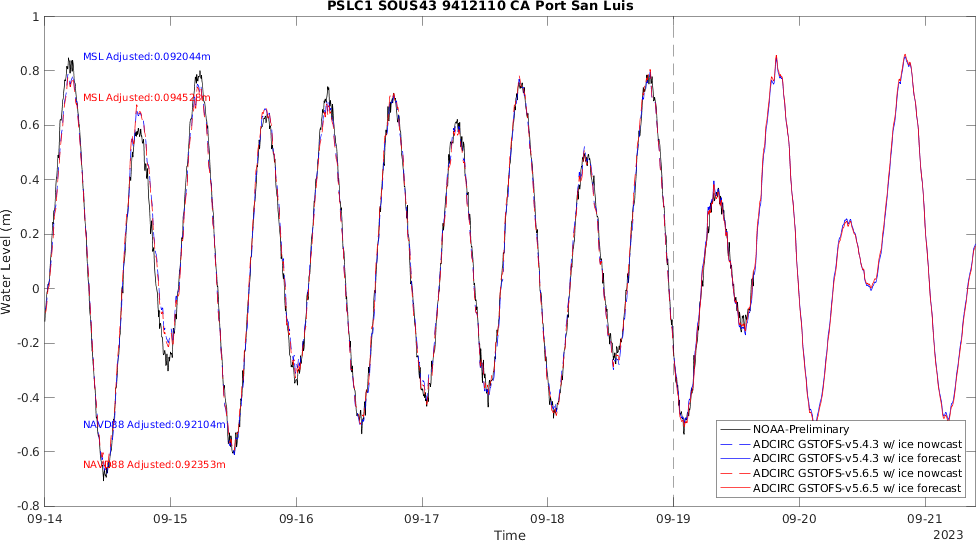 PSLC1 SOUS43 9412110 CA Port San Luis
1
0.8
0.6
0.4
0.2
0
-0.2
-0.4
-0.6
-0.8
Water Level (m)
MSL Adjusted:0.092044m
MSL Adjusted:0.094523m
NAVD88 Adjusted:0.92104m
NAVD88 Adjusted:0.92353m
NOAA-Preliminary
ADCIRC GSTOFS-v5.4.3 w/ ice nowcast
ADCIRC GSTOFS-v5.4.3 w/ ice forecast
ADCIRC GSTOFS-v5.6.5 w/ ice nowcast
ADCIRC GSTOFS-v5.6.5 w/ ice forecast
09-14 09-15 09-16 09-17 09-18 09-19 09-20 09-21
Time
2023